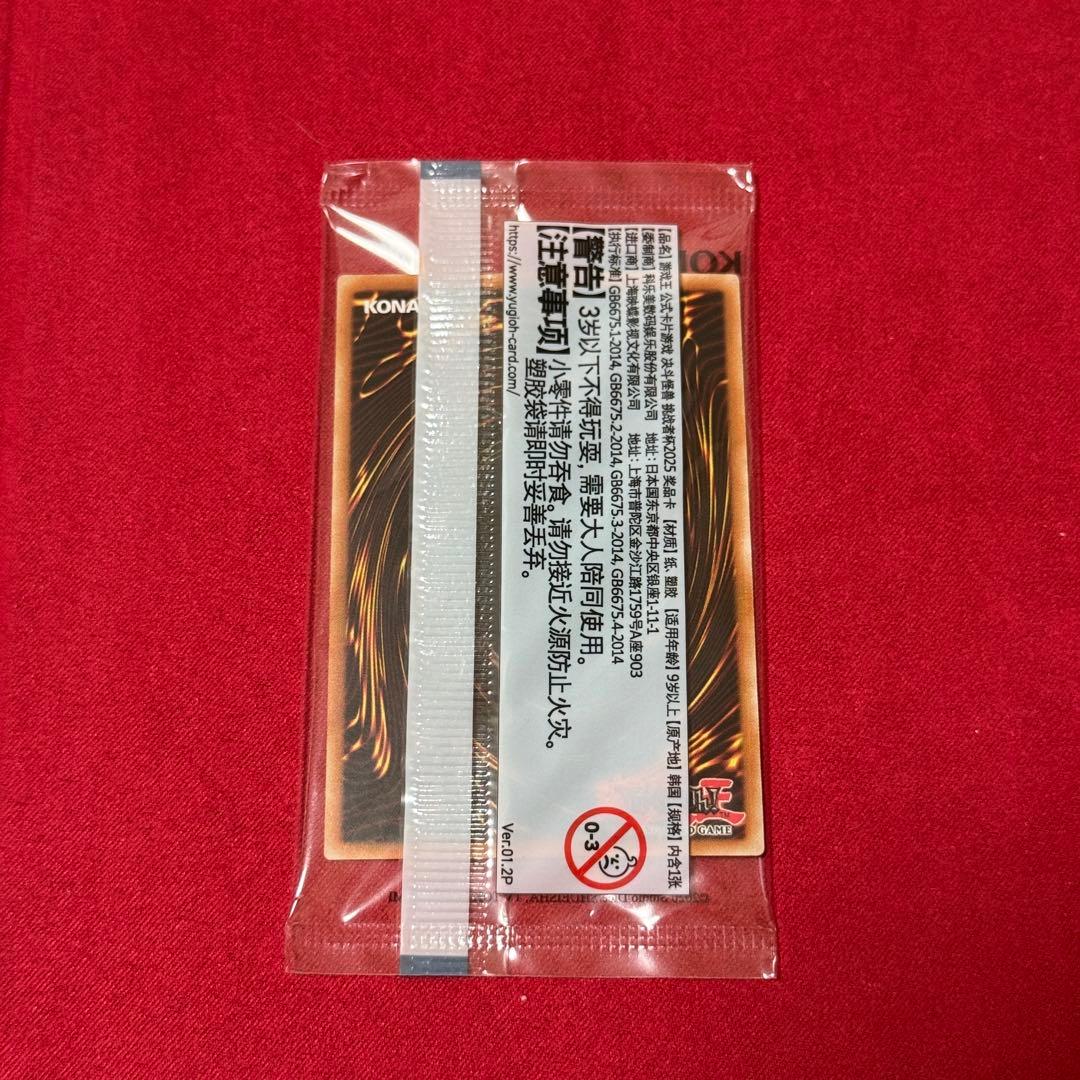 【品名】游戏王 公式卡片游戏 决斗怪兽 挑战者杯2025 奖品卡 【材质】纸、塑胶 【适用年龄】9岁以上【原产地】韩国【规格】内含1张
【委制商】科乐美数码娱乐股份有限公司 地址：日本国东京都中央区银座1-11-1
【进口商】上海映蝶影视文化有限公司 地址：上海市普陀区金沙江路1759号A座903
【执行标准】GB6675.1-2014, GB6675.2-2014, GB6675.3-2014, GB6675.4-2014
【警告】3岁以下不得玩耍，需要大人陪同使用。
【注意事项】小零件请勿吞食。请勿接近火源防止火灾。
塑胶袋请即时妥善丢弃。
https://www.yugioh-card.com/
Ver.01.2P
0-3
KONA
KO
GAME